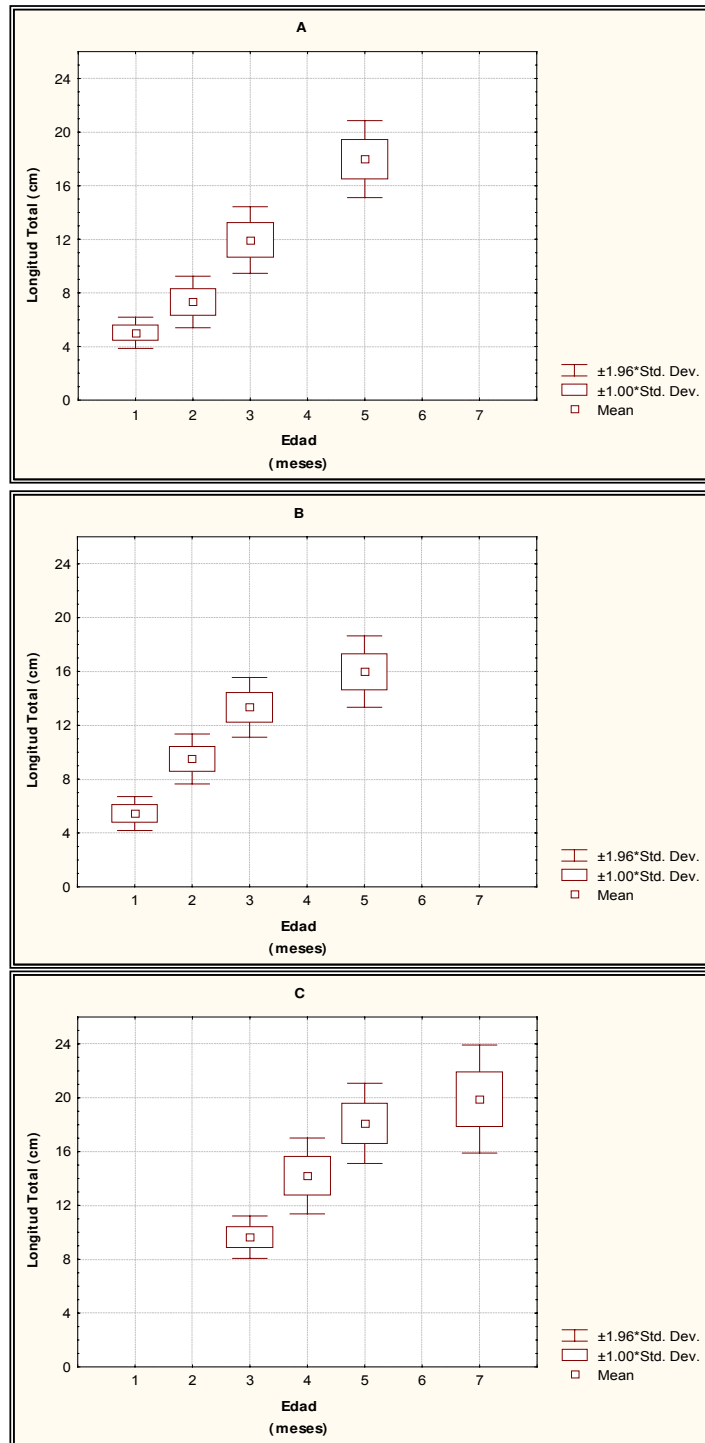 A
24
20
16
12
8
4
0
Longitud Total (cm)
1 2 3 4 5 6 7
Edad
(meses)
±1.96*Std. Dev.
±1.00*Std. Dev.
Mean
B
24
20
16
12
8
4
0
Longitud Total (cm)
1 2 3 4 5 6 7
Edad
(meses)
±1.96*Std. Dev.
±1.00*Std. Dev.
Mean
C
24
20
16
12
8
4
0
Longitud Total (cm)
1 2 3 4 5 6 7
Edad
(meses)
±1.96*Std. Dev.
±1.00*Std. Dev.
Mean